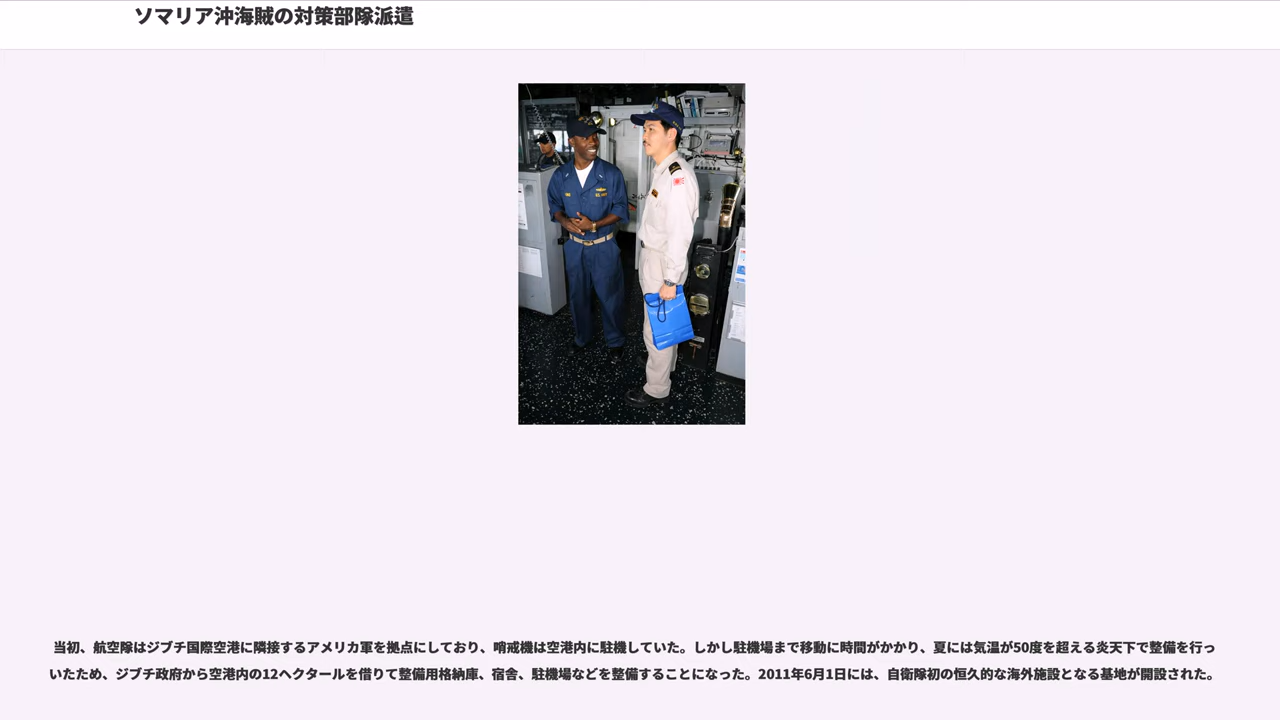 ソマリア沖海賊の対策部隊派遣
当初、航空隊はジブチ国際空港に隣接するアメリカ軍を拠点にしており、哨戒機は空港内に駐機していた。しかし駐機場まで移動に時間がかかり、夏には気温が50度を超える炎天下で整備を行っ
いたため、ジブチ政府から空港内の12ヘクタールを借りて整備用格納庫、宿舎、駐機場などを整備することになった。2011年6月1日には、自衛隊初の恒久的な海外施設となる基地が開設された。